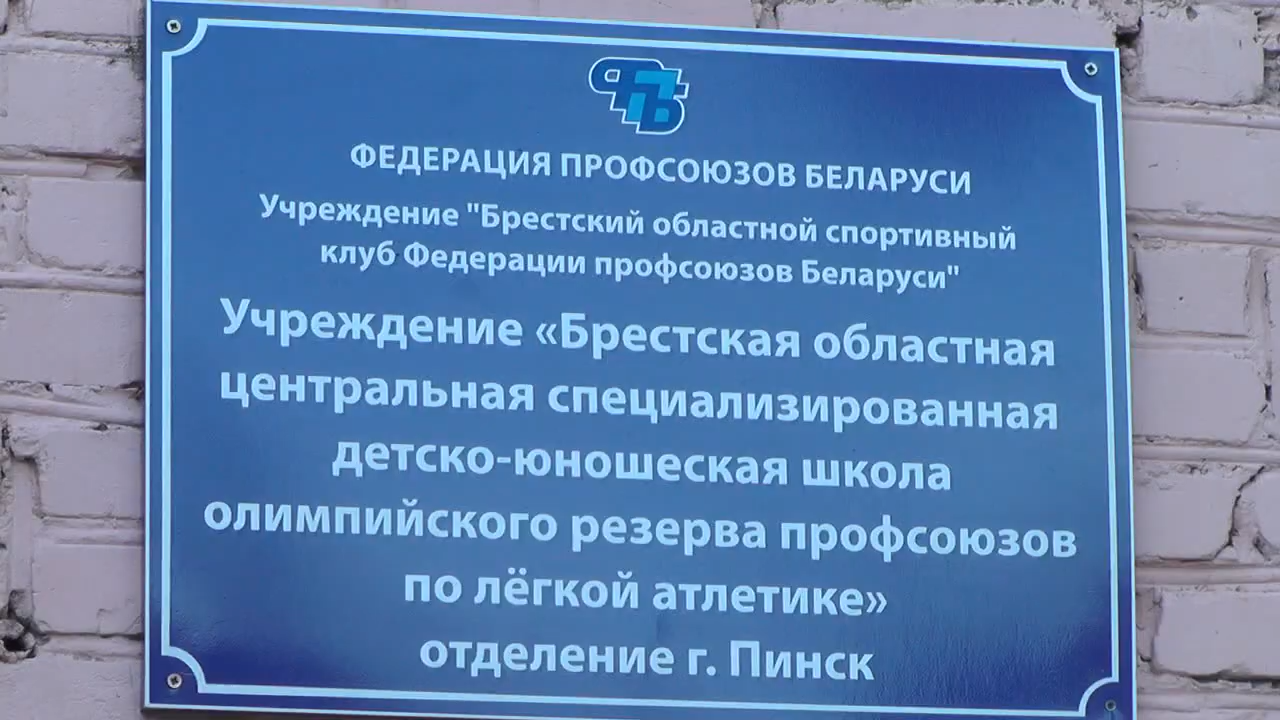 ФПБ
ФЕДЕРАЦИЯ ПРОФСОЮЗОВ БЕЛАРУСИ
Учреждение "Брестский областной спортивный
клуб Федерации профсоюзов Беларуси"
Учреждение «Брестская областная
центральная специализированная
детско-юношеская школа
олимпийского резерва профсоюзов
по лёгкой атлетике»
отделение г. Пинск